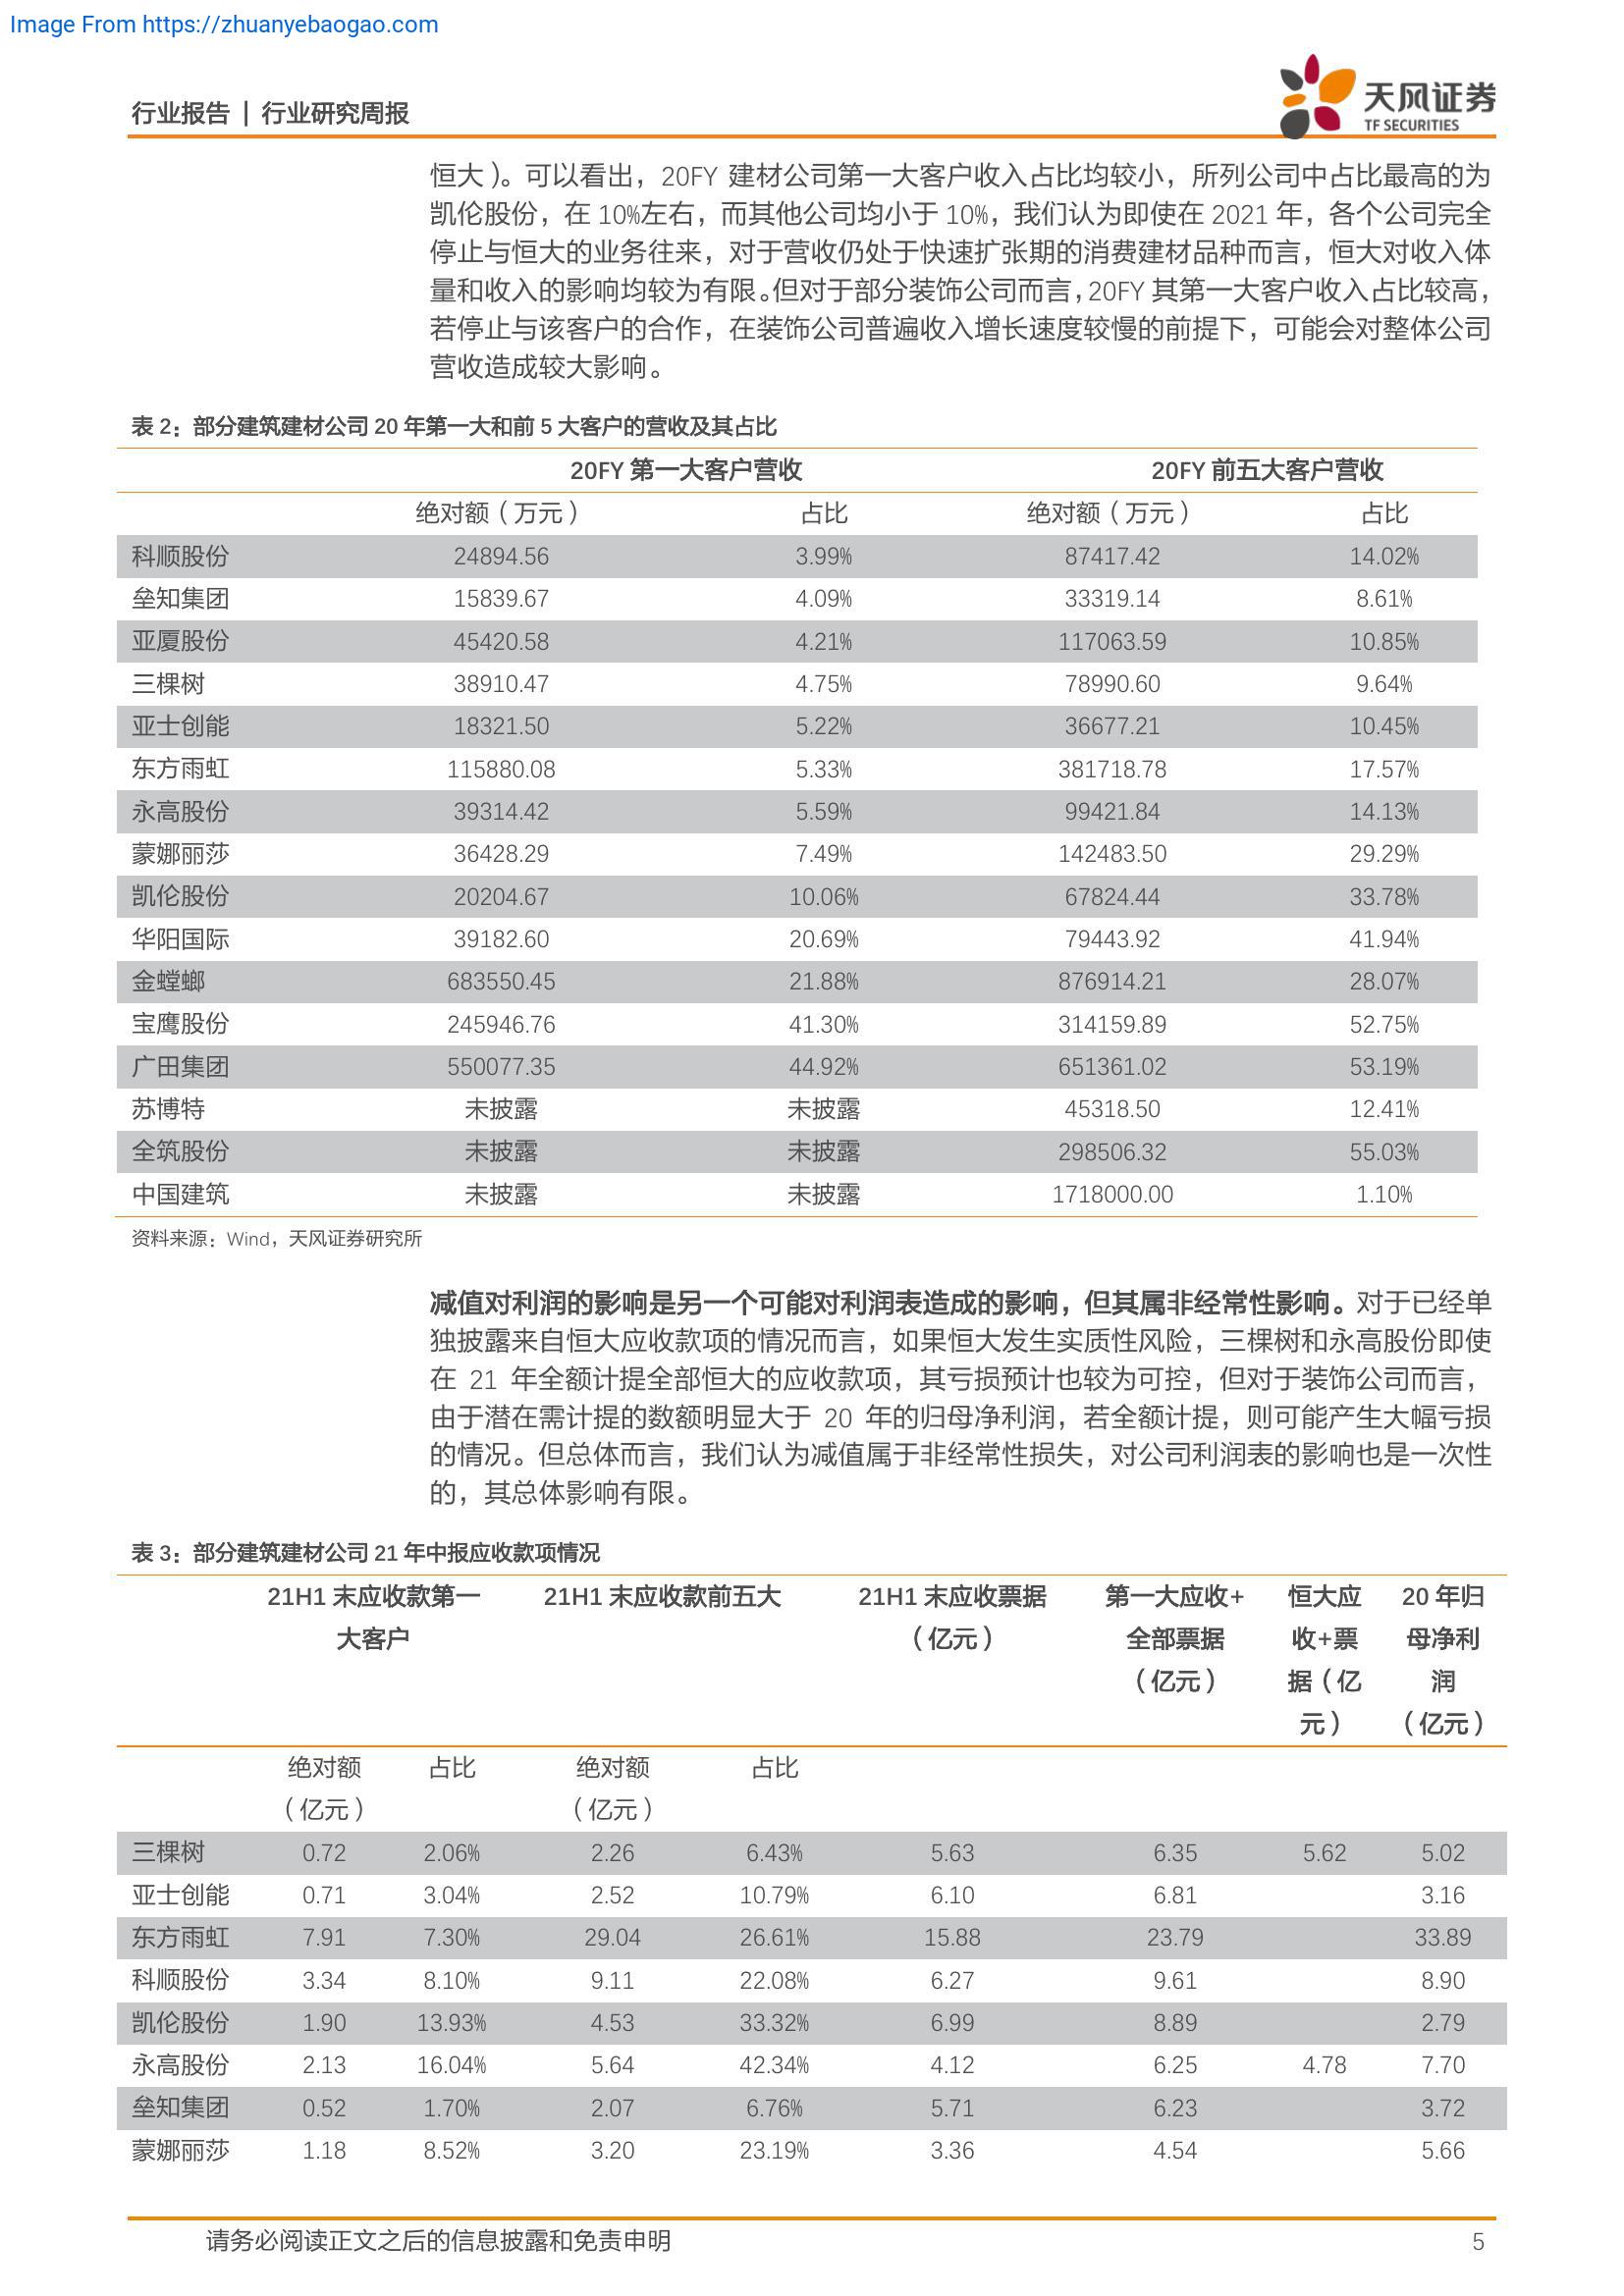 Image From https://zhuanyebaogao.com
行业报告 | 行业研究周报
天风证券
TF SECURITIES
恒大）。可以看出，20FY 建材公司第一大客户收入占比均较小，所列公司中占比最高的为
凯伦股份，在 10%左右，而其他公司均小于 10%，我们认为即使在 2021 年，各个公司完全
停止与恒大的业务往来，对于营收仍处于快速扩张期的消费建材品种而言，恒大对收入体
量和收入的影响均较为有限。但对于部分装饰公司而言，20FY 其第一大客户收入占比较高，
若停止与该客户的合作，在装饰公司普遍收入增长速度较慢的前提下，可能会对整体公司
营收造成较大影响。
表 2：部分建筑建材公司 20 年第一大和前 5 大客户的营收及其占比
20FY 第一大客户营收 20FY 前五大客户营收
绝对额（万元） 占比 绝对额（万元） 占比
科顺股份 24894.56 3.99% 87417.42 14.02%
垒知集团 15839.67 4.09% 33319.14 8.61%
亚厦股份 45420.58 4.21% 117063.59 10.85%
三棵树 38910.47 4.75% 78990.60 9.64%
亚士创能 18321.50 5.22% 36677.21 10.45%
东方雨虹 115880.08 5.33% 381718.78 17.57%
永高股份 39314.42 5.59% 99421.84 14.13%
蒙娜丽莎 36428.29 7.49% 142483.50 29.29%
凯伦股份 20204.67 10.06% 67824.44 33.78%
华阳国际 39182.60 20.69% 79443.92 41.94%
金螳螂 683550.45 21.88% 876914.21 28.07%
宝鹰股份 245946.76 41.30% 314159.89 52.75%
广田集团 550077.35 44.92% 651361.02 53.19%
苏博特 未披露 未披露 45318.50 12.41%
全筑股份 未披露 未披露 298506.32 55.03%
中国建筑 未披露 未披露 1718000.00 1.10%
资料来源：Wind，天风证券研究所
减值对利润的影响是另一个可能对利润表造成的影响，但其属非经常性影响。对于已经单
独披露来自恒大应收款项的情况而言，如果恒大发生实质性风险，三棵树和永高股份即使
在 21 年全额计提全部恒大的应收款项，其亏损预计也较为可控，但对于装饰公司而言，
由于潜在需计提的数额明显大于 20 年的归母净利润，若全额计提，则可能产生大幅亏损
的情况。但总体而言，我们认为减值属于非经常性损失，对公司利润表的影响也是一次性
的，其总体影响有限。
表 3：部分建筑建材公司 21 年中报应收款项情况
21H1 末应收款第一 21H1 末应收款前五大 21H1 末应收票据 第一大应收+ 恒大应 20 年归
大客户 （亿元） 全部票据 收+票 母净利
（亿元） 据（亿 润
元） （亿元）
绝对额 占比 绝对额 占比
（亿元） （亿元）
三棵树 0.72 2.06% 2.26 6.43% 5.63 6.35 5.62 5.02
亚士创能 0.71 3.04% 2.52 10.79% 6.10 6.81 3.16
东方雨虹 7.91 7.30% 29.04 26.61% 15.88 23.79 33.89
科顺股份 3.34 8.10% 9.11 22.08% 6.27 9.61 8.90
凯伦股份 1.90 13.93% 4.53 33.32% 6.99 8.89 2.79
永高股份 2.13 16.04% 5.64 42.34% 4.12 6.25 4.78 7.70
垒知集团 0.52 1.70% 2.07 6.76% 5.71 6.23 3.72
蒙娜丽莎 1.18 8.52% 3.20 23.19% 3.36 4.54 5.66
请务必阅读正文之后的信息披露和免责申明 5